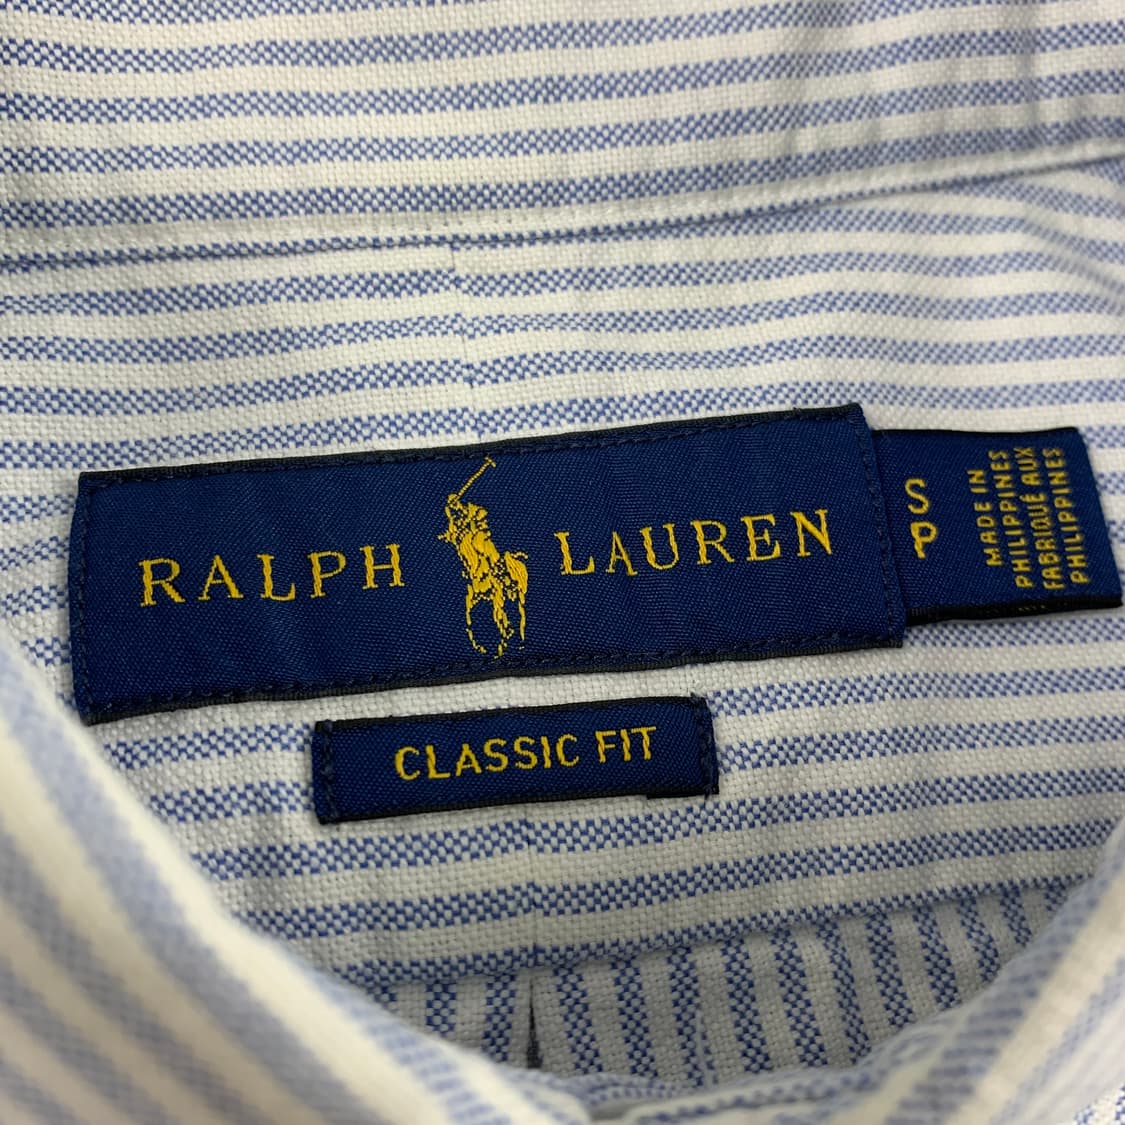 RALPH LAUREN
S
P
MADE IN
PHILIPPINES
FABRIQUÉ AUX
PHILIPPINES
CLASSIC FIT